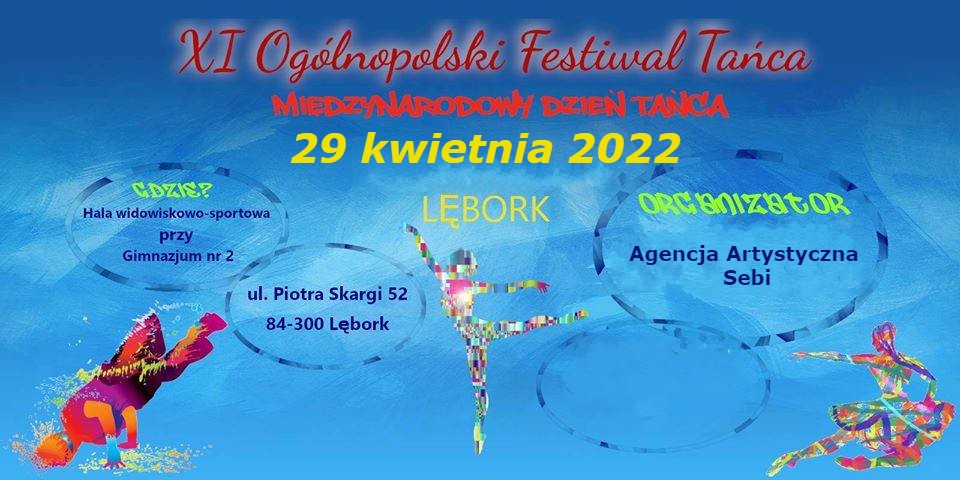 XI Ogólnopolski Festiwal Tańca
MIĘDZYNARODOWY DZIEŃ TAŃCA
29 kwietnia 2022
LĘBORK
GDZIE?
Hala widowiskowo-sportowa
przy
Gimnazjum nr 2
ul. Piotra Skargi 52
84-300 Lębork
ORGANIZATOR
Agencja Artystyczna
Sebi